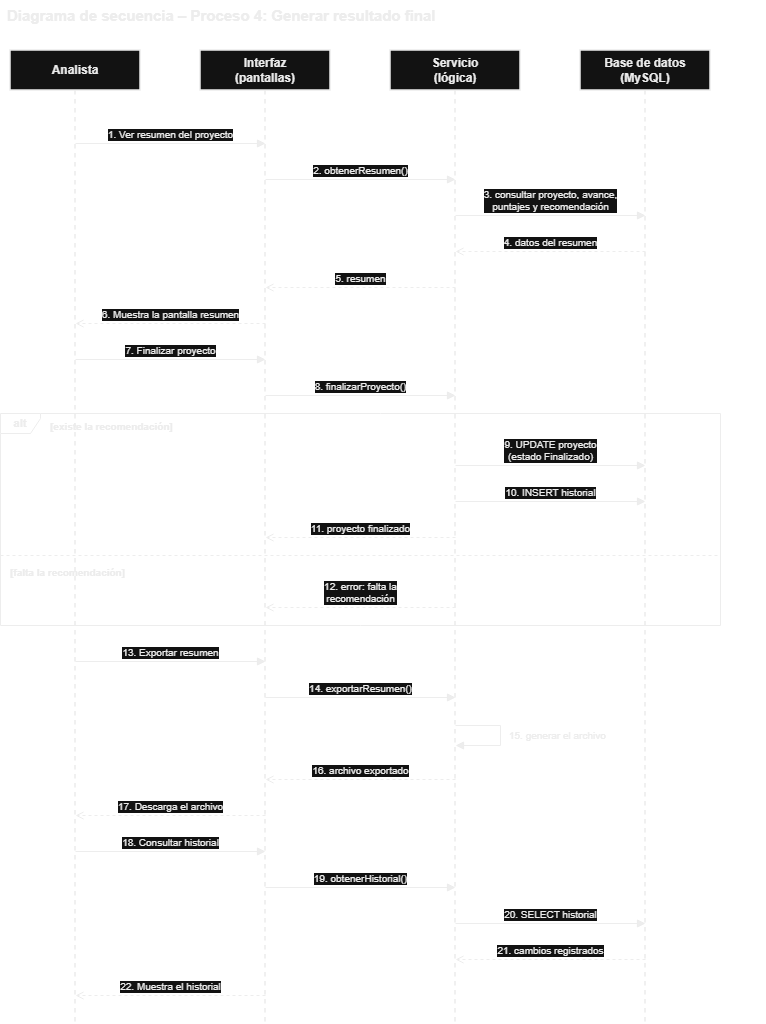 Diagrama de secuencia – Proceso 4: Generar resultado final
Analista
Interfaz
(pantallas)
Servicio
(lógica)
Base de datos
(MySQL)
1. Ver resumen del proyecto
2. obtenerResumen()
3. consultar proyecto, avance,
puntajes y recomendación
4. datos del resumen
5. resumen
6. Muestra la pantalla resumen
7. Finalizar proyecto
8. finalizarProyecto()
alt
[existe la recomendación]
9. UPDATE proyecto
(estado Finalizado)
10. INSERT historial
11. proyecto finalizado
[falta la recomendación]
12. error: falta la
recomendación
13. Exportar resumen
14. exportarResumen()
15. generar el archivo
16. archivo exportado
17. Descarga el archivo
18. Consultar historial
19. obtenerHistorial()
20. SELECT historial
21. cambios registrados
22. Muestra el historial